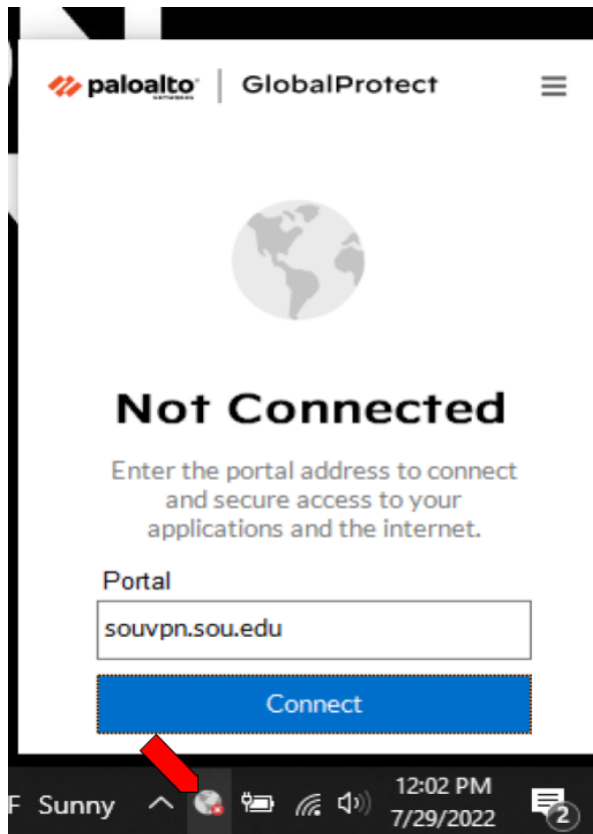 paloalto
NETWORKS
GlobalProtect
Not Connected
Enter the portal address to connect
and secure access to your
applications and the internet.
Portal
souvpn.sou.edu
Connect
F Sunny
12:02 PM
7/29/2022
2